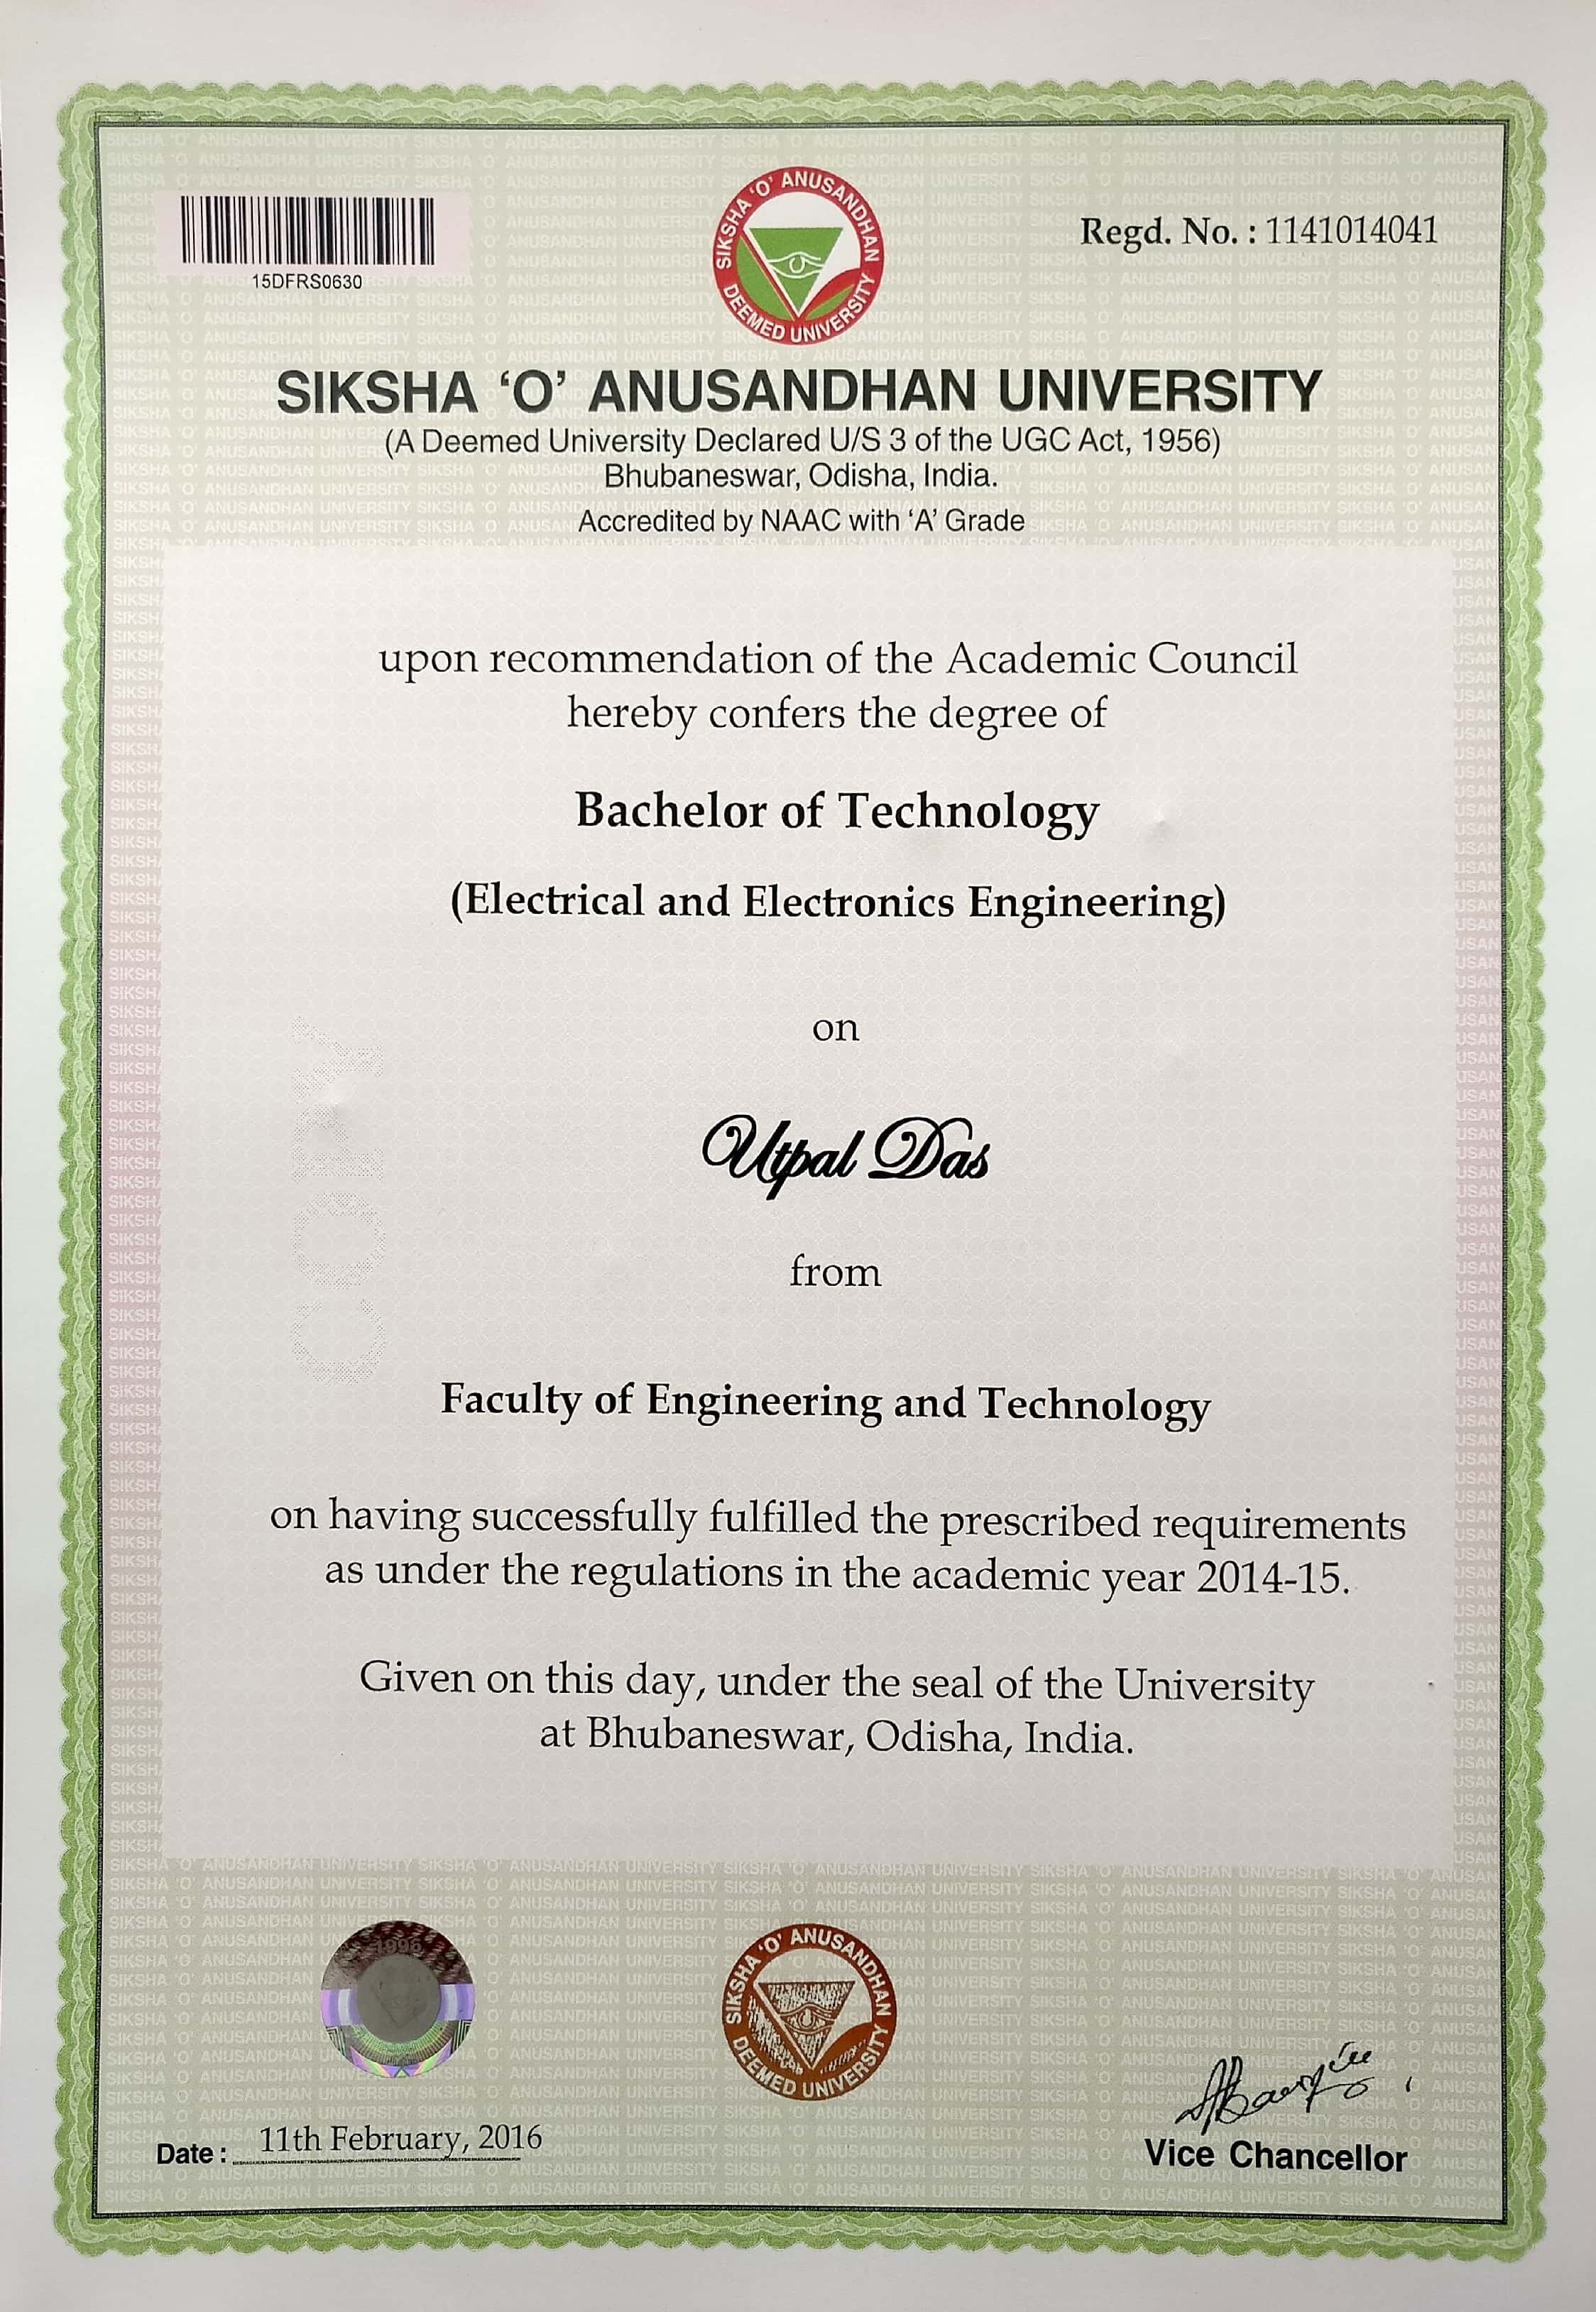 15DFRS0630
SIKSHA 'O' ANUSANDHAN
DEEMED UNIVERSITY
Regd. No. : 1141014041
SIKSHA ‘O’ ANUSANDHAN UNIVERSITY
(A Deemed University Declared U/S 3 of the UGC Act, 1956)
Bhubaneswar, Odisha, India.
Accredited by NAAC with ‘A’ Grade
upon recommendation of the Academic Council
hereby confers the degree of
Bachelor of Technology
(Electrical and Electronics Engineering)
on
Utpal Das
from
Faculty of Engineering and Technology
on having successfully fulfilled the prescribed requirements
as under the regulations in the academic year 2014-15.
Given on this day, under the seal of the University
at Bhubaneswar, Odisha, India.
COPY
1996
SIKSHA 'O' ANUSANDHAN
DEEMED UNIVERSITY
Date : 11th February, 2016
Vice Chancellor